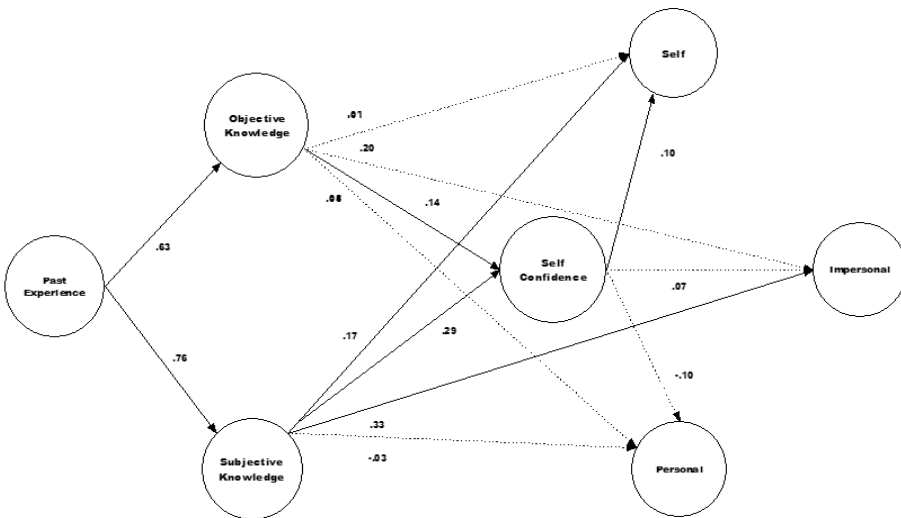 Self
Objective
Knowledge
.01
.20
.14
.10
.63
Self
Confidence
Impersonal
Past
Experience
.07
.17
.29
.76
-.10
.33
-.03
Subjective
Knowledge
Personal